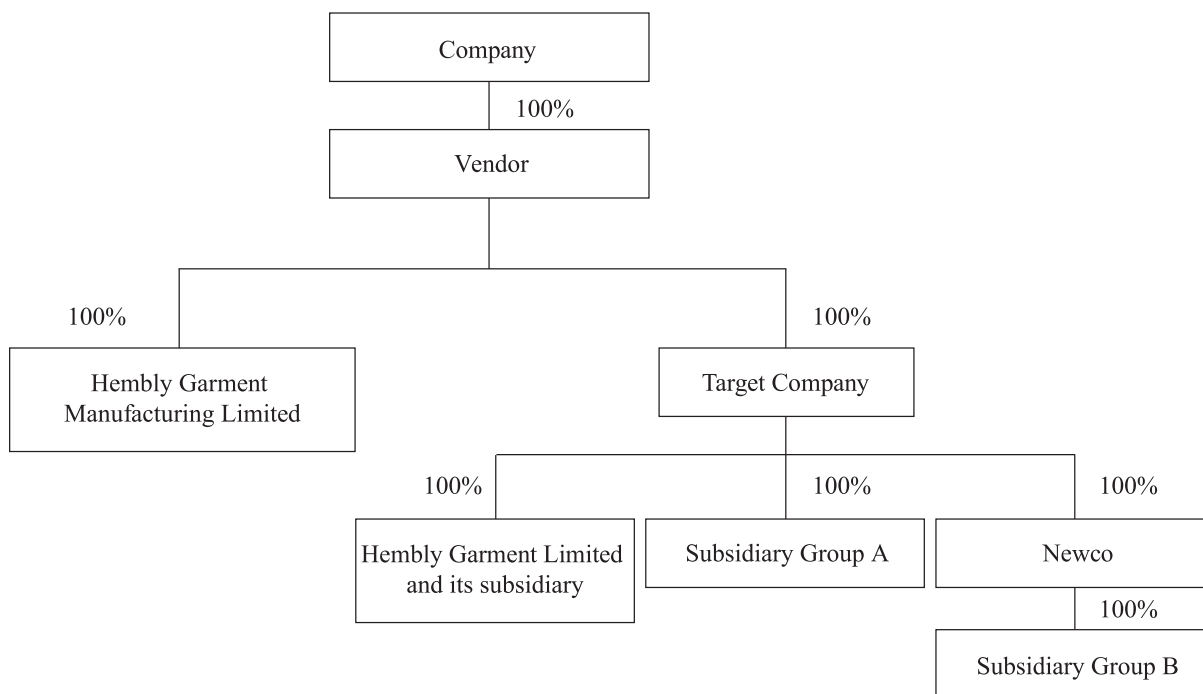 Company
100%
Vendor
100%
100%
Hembly Garment
Manufacturing Limited
Target Company
100%
100%
100%
Hembly Garment Limited
and its subsidiary
Subsidiary Group A
Newco
100%
Subsidiary Group B